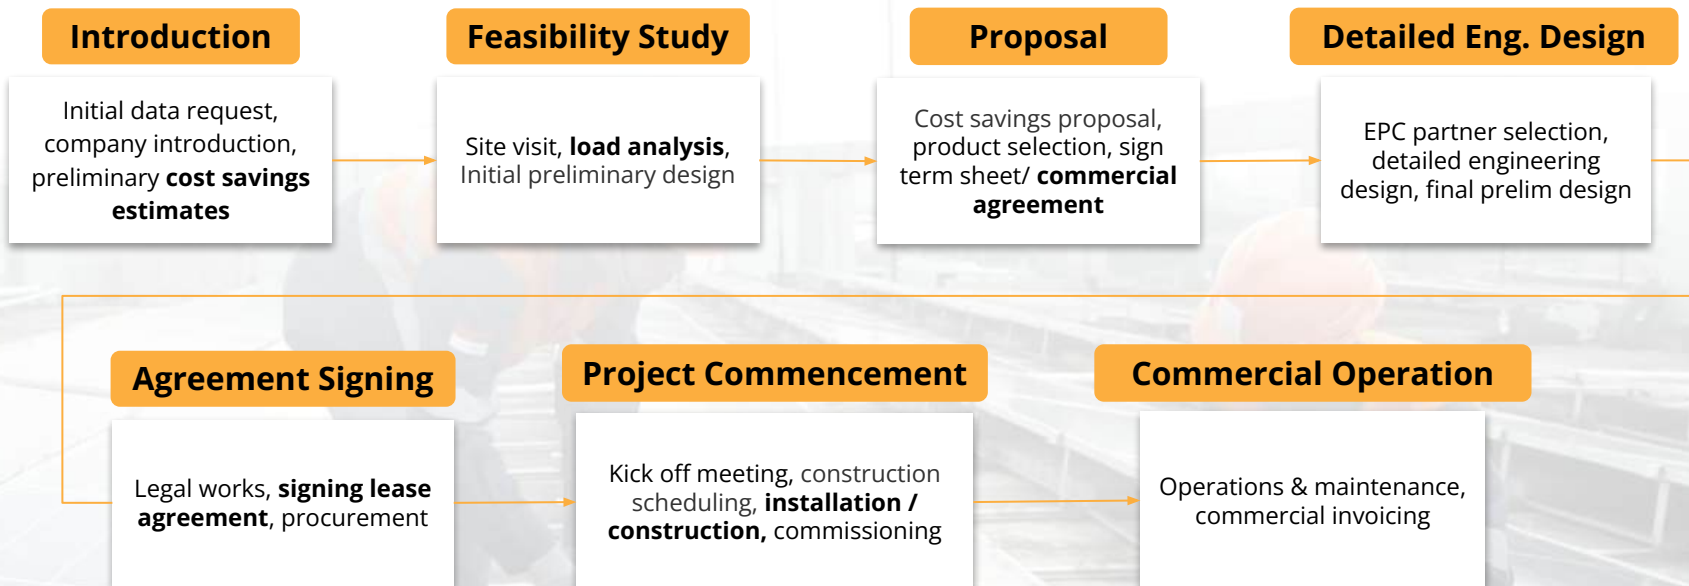 Introduction
Initial data request,
company introduction,
preliminary cost savings
estimates
Feasibility Study
Site visit, load analysis,
Initial preliminary design
Proposal
Cost savings proposal,
product selection, sign
term sheet/ commercial
agreement
Detailed Eng. Design
EPC partner selection,
detailed engineering
design, final prelim design
Agreement Signing
Legal works, signing lease
agreement, procurement
Project Commencement
Kick off meeting, construction
scheduling, installation /
construction, commissioning
Commercial Operation
Operations & maintenance,
commercial invoicing